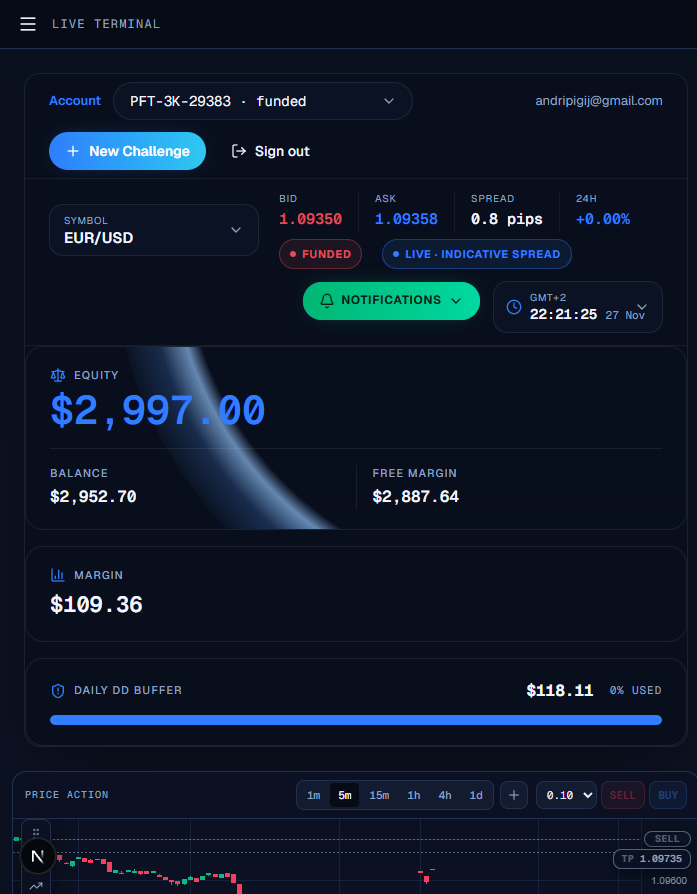 LIVE TERMINAL
Account
PFT-3K-29383 · funded
andripigij@gmail.com
New Challenge
Sign out
SYMBOL
EUR/USD
BID
1.09350
ASK
1.09358
SPREAD
0.8 pips
24H
+0.00%
FUNDED
LIVE · INDICATIVE SPREAD
NOTIFICATIONS
GMT+2
22:21:25 27 Nov
EQUITY
$2,997.00
BALANCE
$2,952.70
FREE MARGIN
$2,887.64
MARGIN
$109.36
DAILY DD BUFFER
$118.11 0% USED
PRICE ACTION
1m 5m 15m 1h 4h 1d
0.10
SELL
BUY
SELL
N
TP 1.09735
1.09600